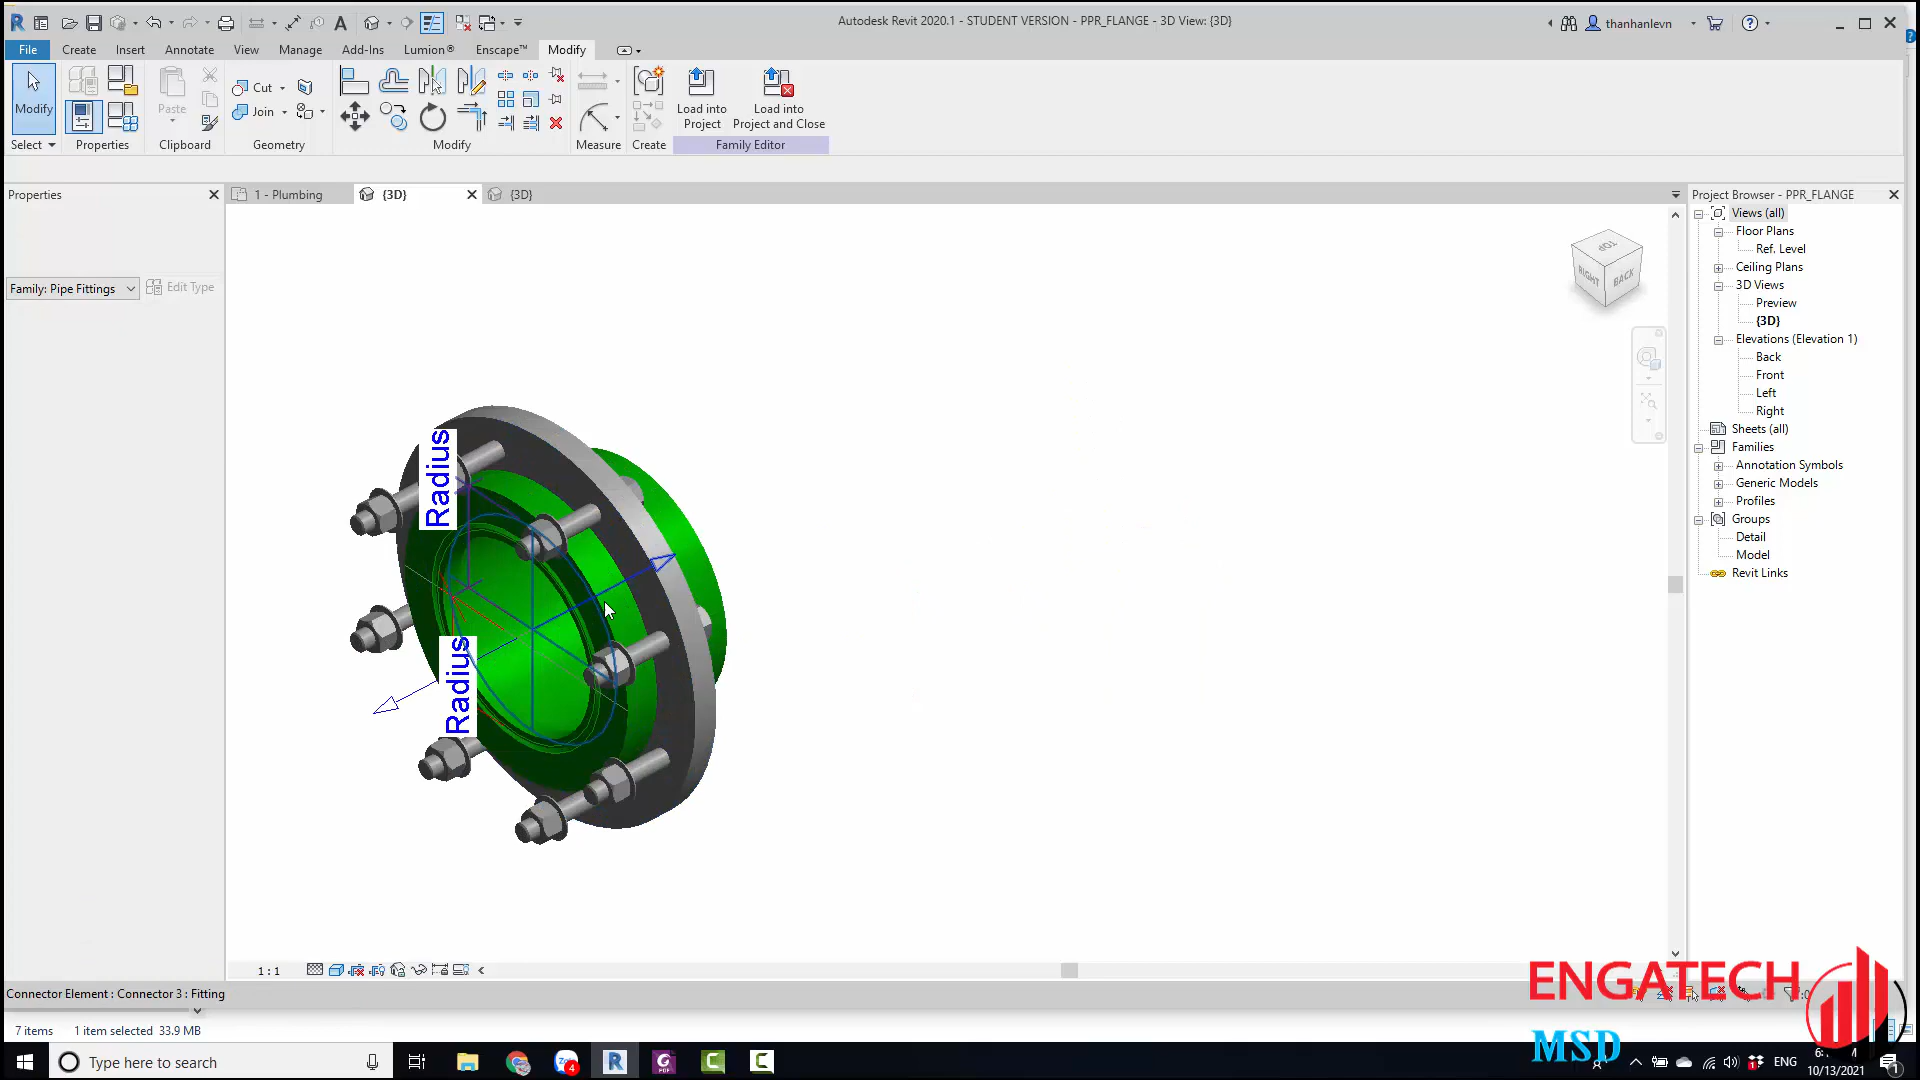 Autodesk Revit 2020.1 - STUDENT VERSION - PPR_FLANGE - 3D View: {3D}
thanhanlevn
File
Create
Insert
Annotate
View
Manage
Add-Ins
Lumion®
Enscape™
Modify
Modify
Paste
Cut
Join
Load into
Project
Load into
Project and Close
Select
Properties
Clipboard
Geometry
Modify
Measure
Create
Family Editor
Properties
1 - Plumbing
{3D}
{3D}
Project Browser - PPR_FLANGE
Family: Pipe Fittings
Edit Type
Radius
Radius
TOP
RIGHT
BACK
Views (all)
Floor Plans
Ref. Level
Ceiling Plans
3D Views
Preview
{3D}
Elevations (Elevation 1)
Back
Front
Left
Right
Sheets (all)
Families
Annotation Symbols
Generic Models
Profiles
Groups
Detail
Model
Revit Links
1 : 1
Connector Element : Connector 3 : Fitting
7 items
1 item selected 33.9 MB
ENGATECH
MSD
Type here to search
4
ENG
10/13/2021
1